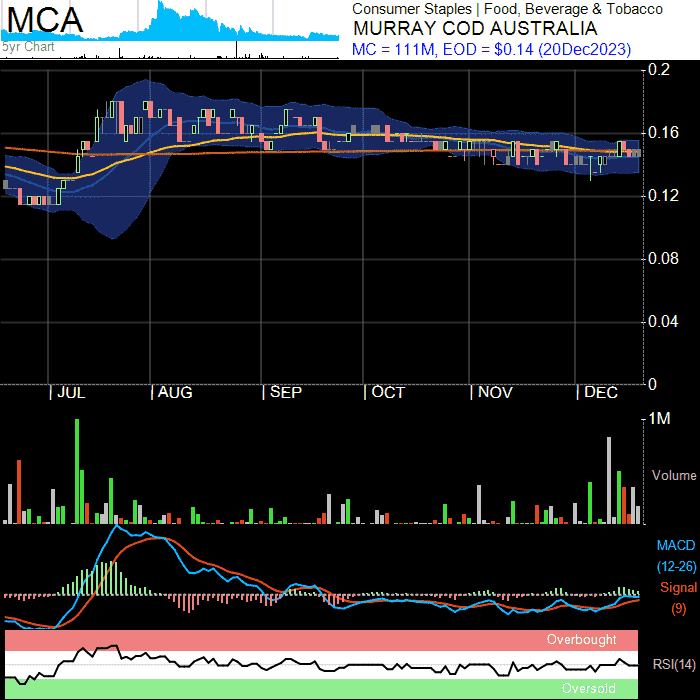 MCA
5yr Chart
Consumer Staples | Food, Beverage & Tobacco
MURRAY COD AUSTRALIA
MC = 111M, EOD = $0.14 (20Dec2023)
0.2
0.16
0.12
0.08
0.04
0
| JUL | AUG | SEP | OCT | NOV | DEC
1M
Volume
MACD
(12-26)
Signal
(9)
Overbought
RSI(14)
Oversold